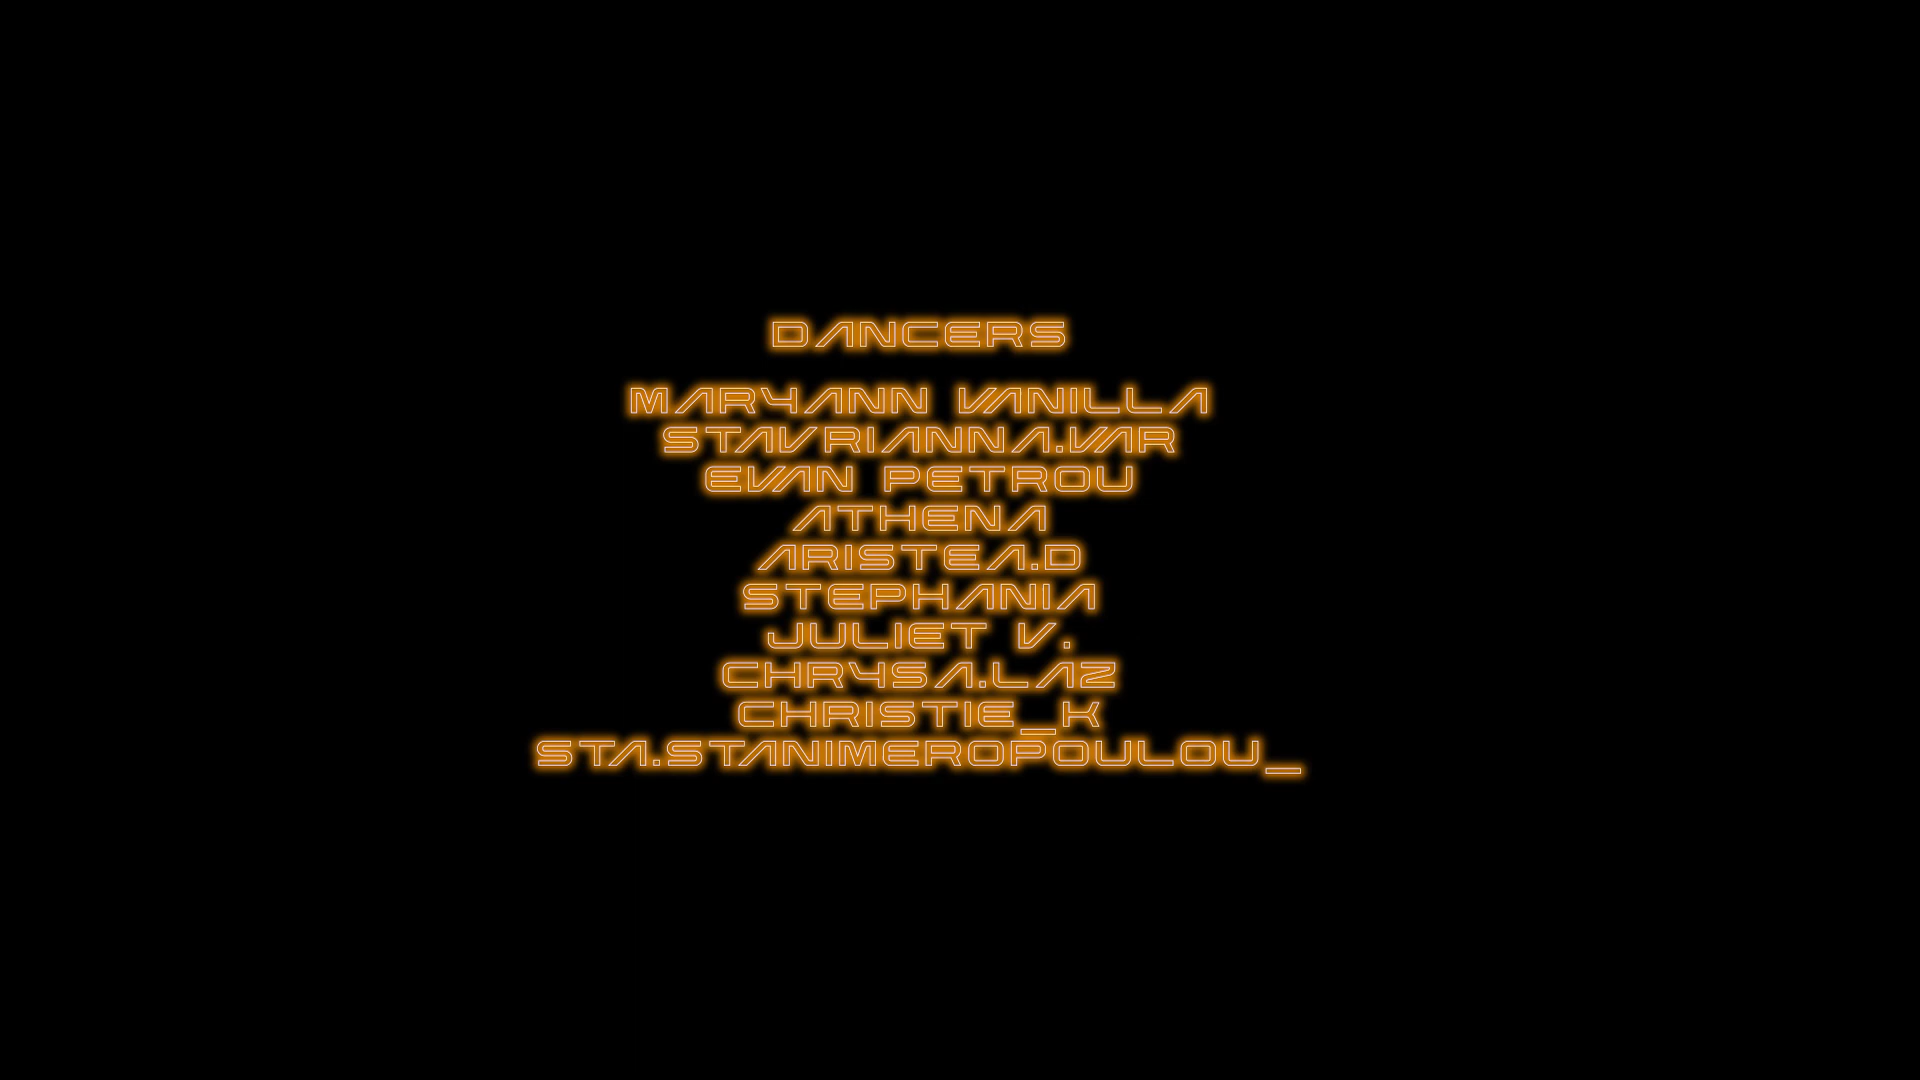 DANCERS
MARYANN VANILLA
STAVRIANNA.VAR
EVAN PETROU
ATHENA
ARISTEA.D
STEPHANIA
JULIET V.
CHRYSA.LAZ
CHRISTIE_K
STA.STANIMEROPOULOU_